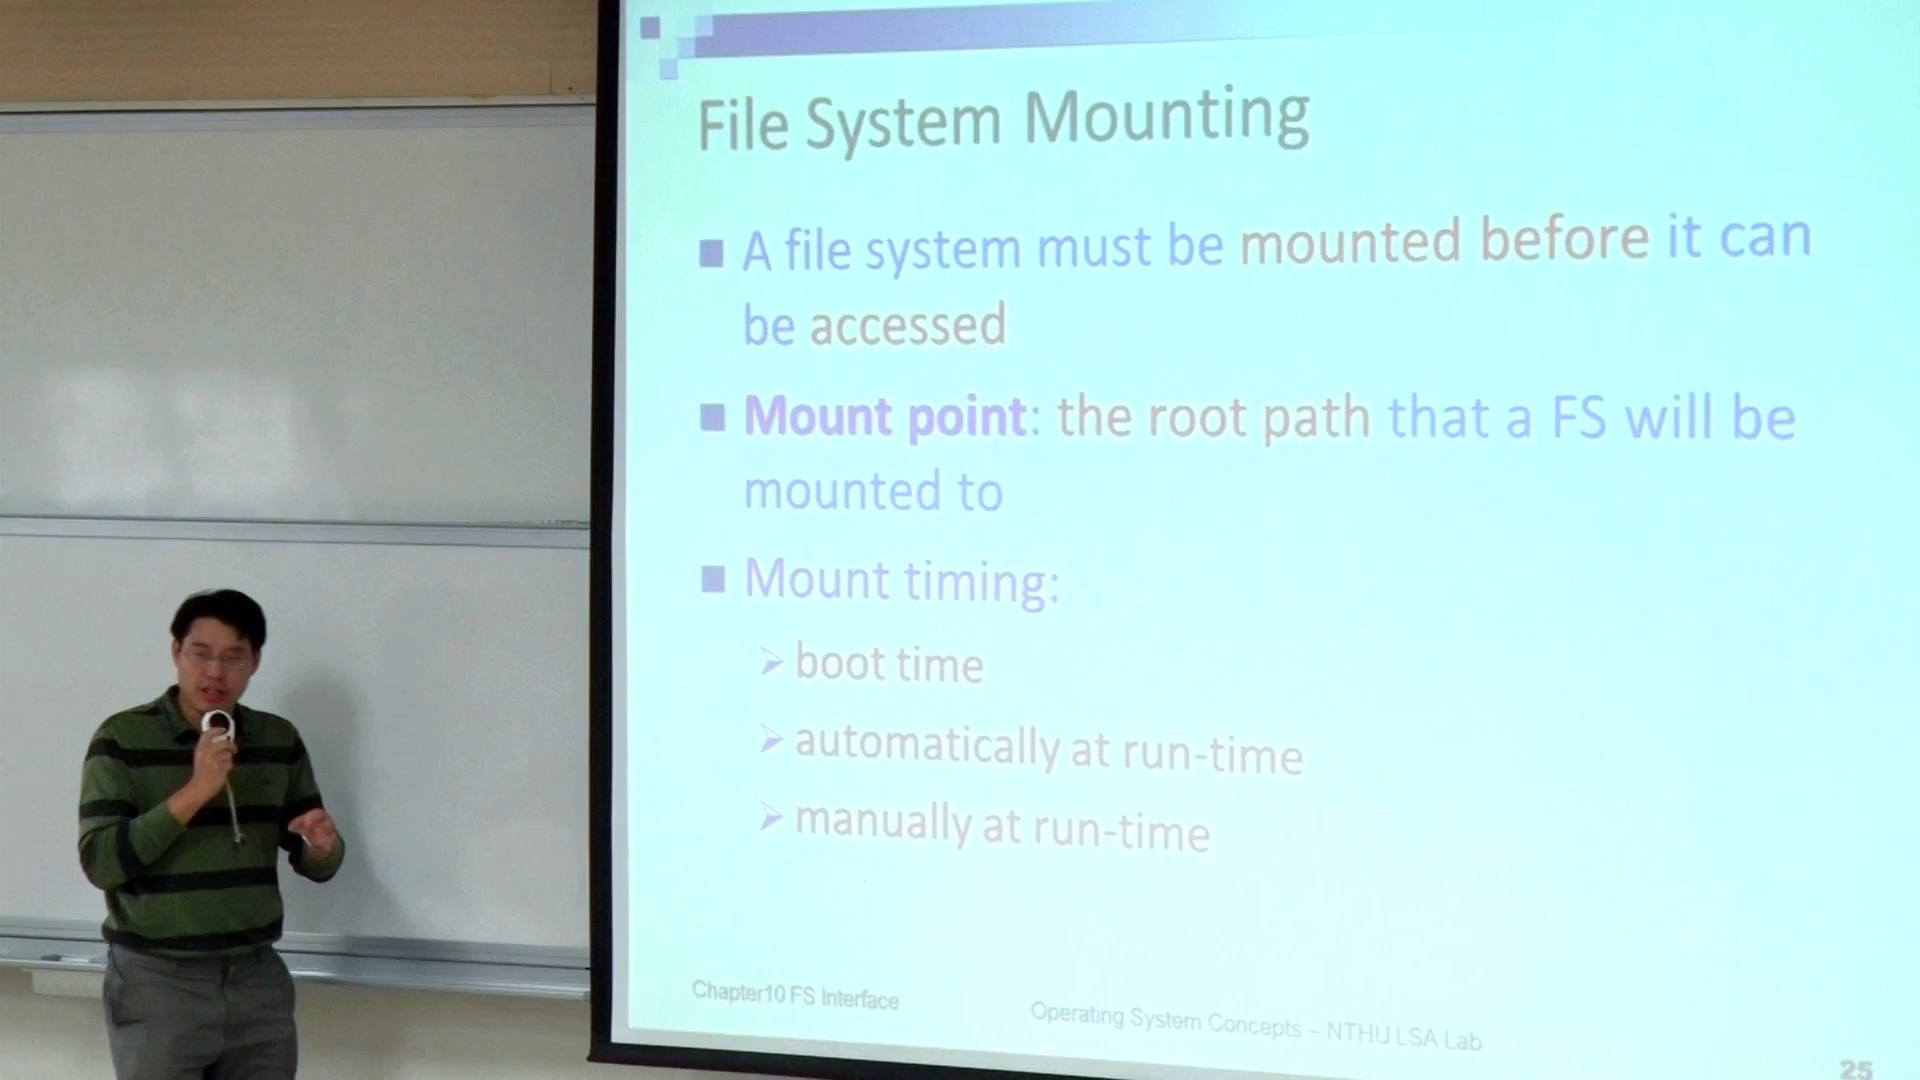 File System Mounting
■ A file system must be mounted before it can
be accessed
■ Mount point: the root path that a FS will be
mounted to
■ Mount timing:
➢ boot time
➢ automatically at run-time
➢ manually at run-time
Chapter10 FS Interface
Operating System Concepts – NTHU LSA Lab
25